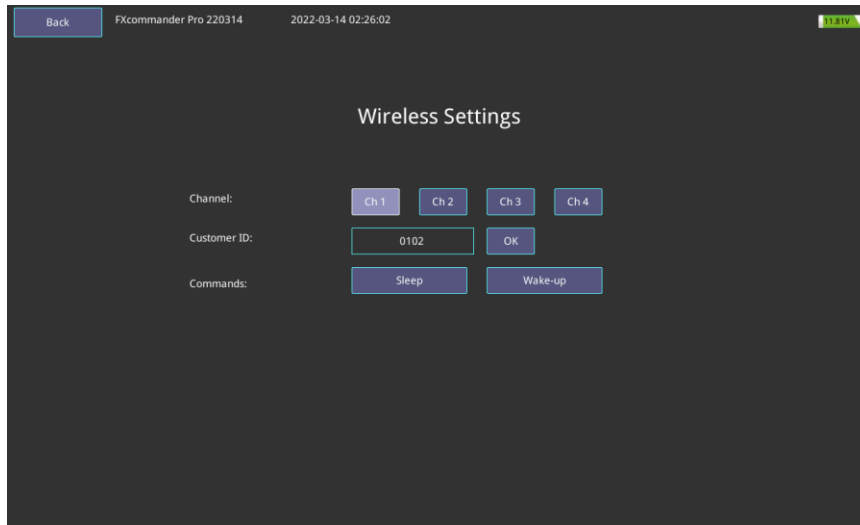 Back FXcommander Pro 220314 2022-03-14 02:26:02 11.81V
Wireless Settings
Channel: Ch 1 Ch 2 Ch 3 Ch 4
Customer ID: 0102 OK
Commands: Sleep Wake-up